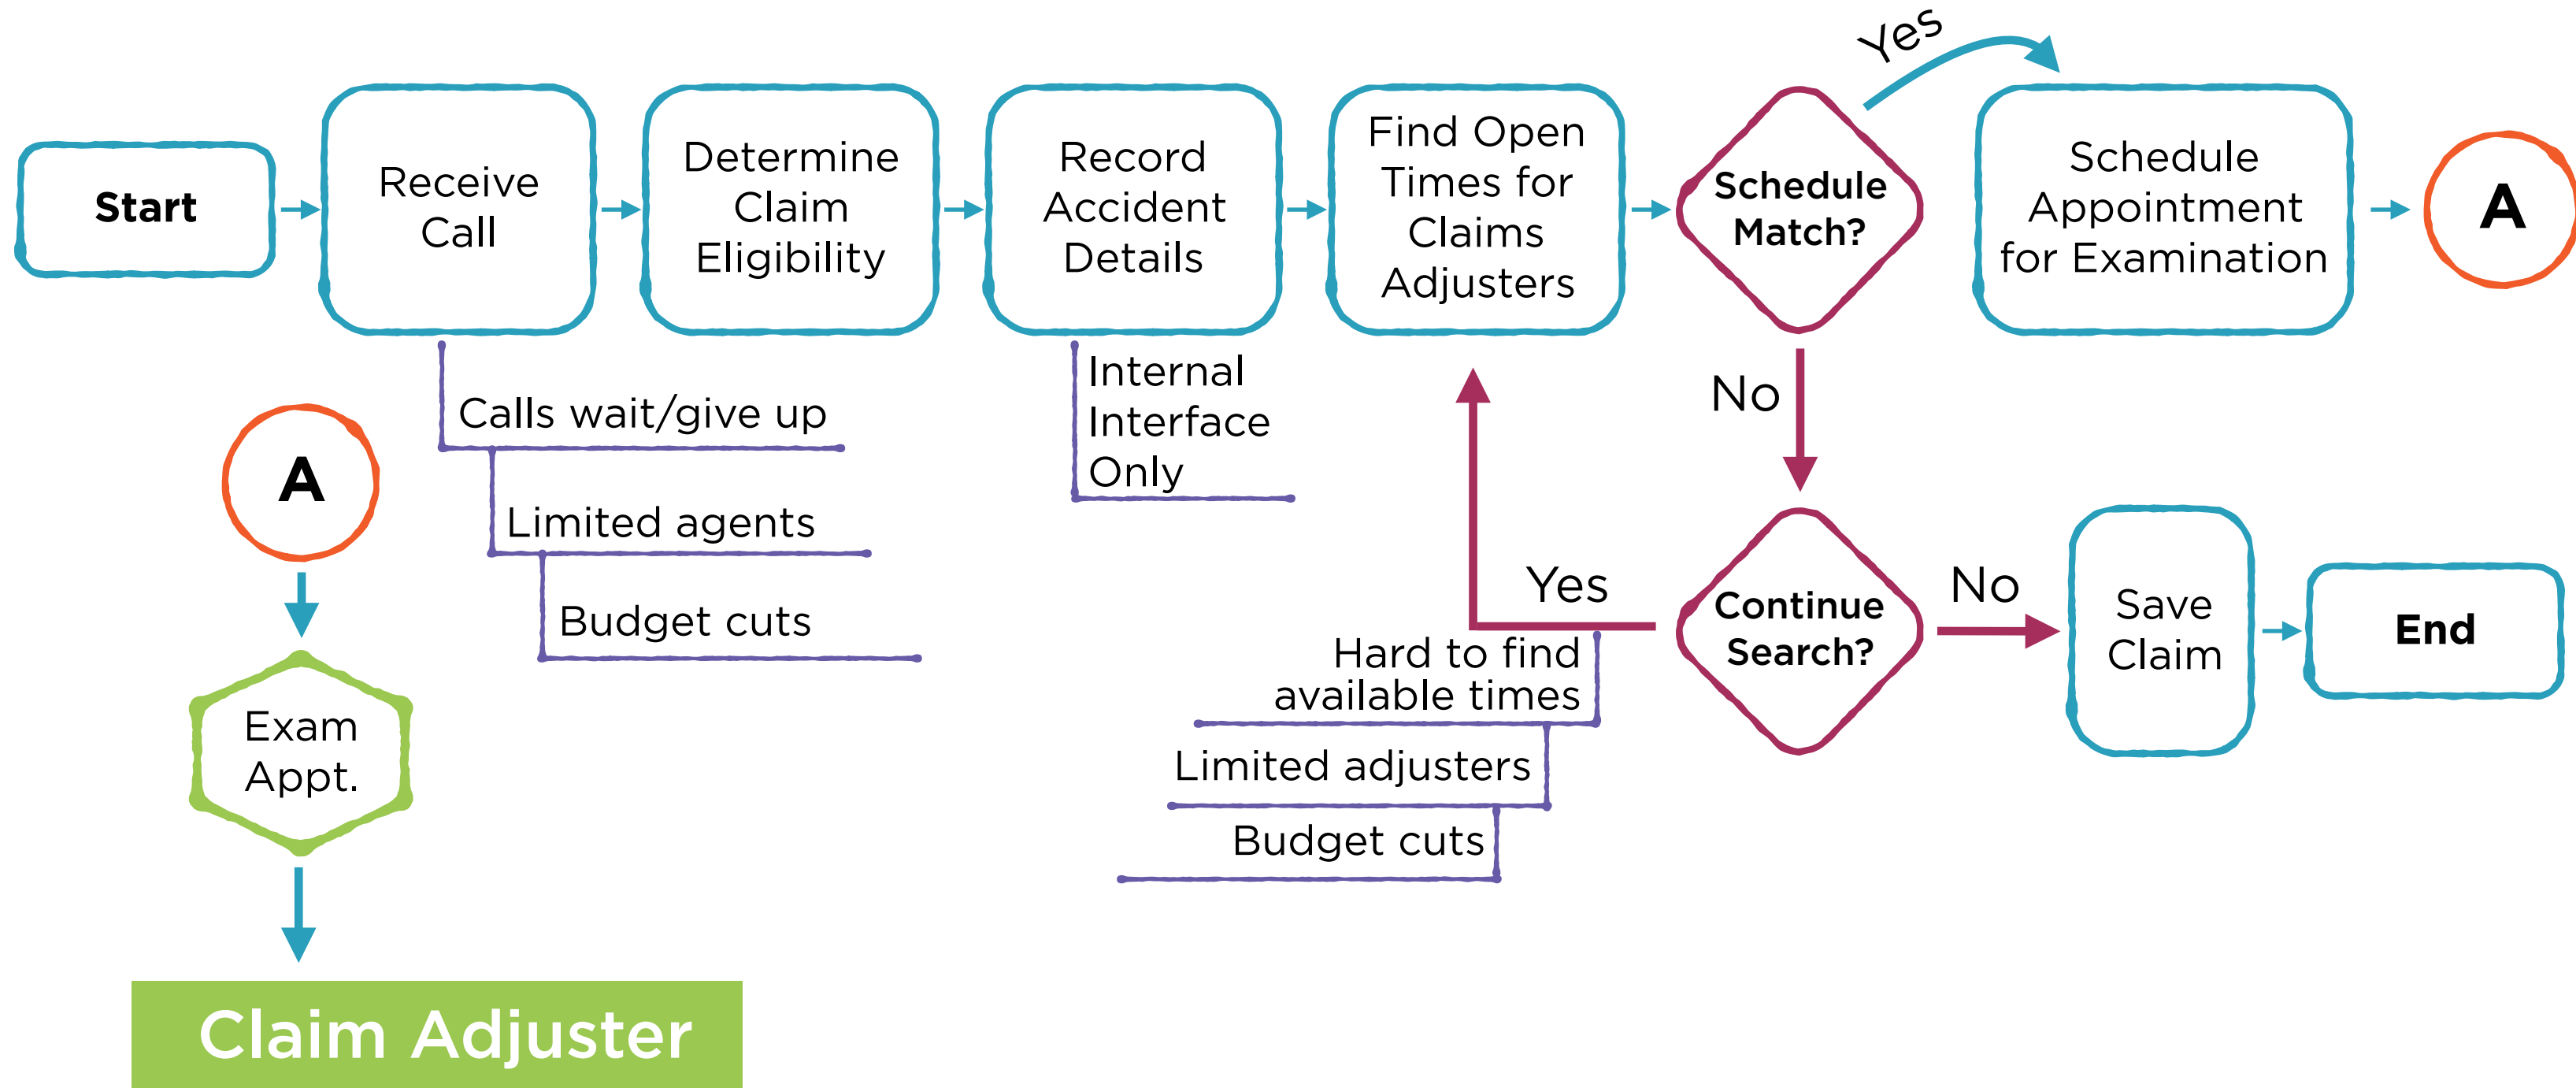 Start
Receive
Call
Determine
Claim
Eligibility
Record
Accident
Details
Find Open
Times for
Claims
Adjusters
Schedule
Match?
Yes
Schedule
Appointment
for Examination
A
Calls wait/give up
Limited agents
Budget cuts
Internal
Interface
Only
No
Continue
Search?
Yes
Hard to find
available times
Limited adjusters
Budget cuts
No
Save
Claim
End
A
Exam
Appt.
Claim Adjuster